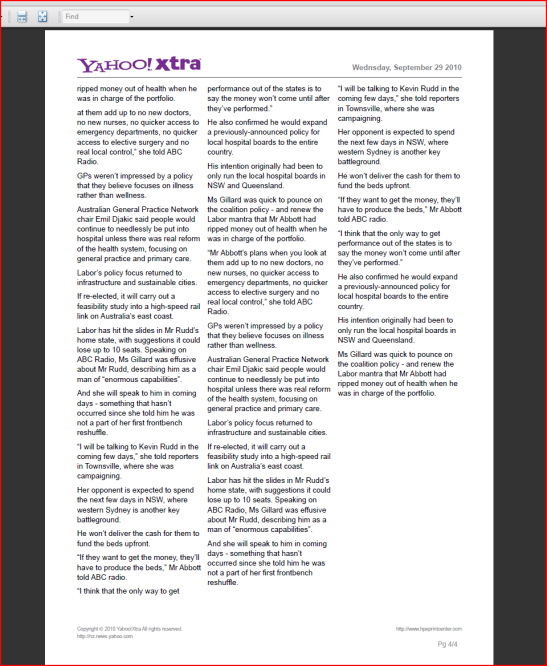 Find
YAHOO! xtra
Wednesday, September 29 2010
ripped money out of health when he
was in charge of the portfolio.
at them add up to no new doctors,
no new nurses, no quicker access to
emergency departments, no quicker
access to elective surgery and no
real local control,” she told ABC
Radio.
GPs weren’t impressed by a policy
that they believe focuses on illness
rather than wellness.
Australian General Practice Network
chair Emil Djakic said people would
continue to needlessly be put into
hospital unless there was real reform
of the health system, focusing on
general practice and primary care.
Labor’s policy focus returned to
infrastructure and sustainable cities.
If re-elected, it will carry out a
feasibility study into a high-speed rail
link on Australia’s east coast.
Labor has hit the slides in Mr Rudd’s
home state, with suggestions it could
lose up to 10 seats. Speaking on
ABC Radio, Ms Gillard was effusive
about Mr Rudd, describing him as a
man of “enormous capabilities”.
And she will speak to him in coming
days - something that hasn’t
occurred since she told him he was
not a part of her first frontbench
reshuffle.
“I will be talking to Kevin Rudd in the
coming few days,” she told reporters
in Townsville, where she was
campaigning.
Her opponent is expected to spend
the next few days in NSW, where
western Sydney is another key
battleground.
He won’t deliver the cash for them to
fund the beds upfront.
“If they want to get the money, they’ll
have to produce the beds,” Mr Abbott
told ABC radio.
“I think that the only way to get
performance out of the states is to
say the money won’t come until after
they’ve performed.”
He also confirmed he would expand
a previously-announced policy for
local hospital boards to the entire
country.
His intention originally had been to
only run the local hospital boards in
NSW and Queensland.
Ms Gillard was quick to pounce on
the coalition policy - and renew the
Labor mantra that Mr Abbott had
ripped money out of health when he
was in charge of the portfolio.
“Mr Abbott’s plans when you look at
them add up to no new doctors, no
new nurses, no quicker access to
emergency departments, no quicker
access to elective surgery and no
real local control,” she told ABC
Radio.
GPs weren’t impressed by a policy
that they believe focuses on illness
rather than wellness.
Australian General Practice Network
chair Emil Djakic said people would
continue to needlessly be put into
hospital unless there was real reform
of the health system, focusing on
general practice and primary care.
Labor’s policy focus returned to
infrastructure and sustainable cities.
If re-elected, it will carry out a
feasibility study into a high-speed rail
link on Australia’s east coast.
Labor has hit the slides in Mr Rudd’s
home state, with suggestions it could
lose up to 10 seats. Speaking on
ABC Radio, Ms Gillard was effusive
about Mr Rudd, describing him as a
man of “enormous capabilities”.
And she will speak to him in coming
days - something that hasn’t
occurred since she told him he was
not a part of her first frontbench
reshuffle.
“I will be talking to Kevin Rudd in the
coming few days,” she told reporters
in Townsville, where she was
campaigning.
Her opponent is expected to spend
the next few days in NSW, where
western Sydney is another key
battleground.
He won’t deliver the cash for them to
fund the beds upfront.
“If they want to get the money, they’ll
have to produce the beds,” Mr Abbott
told ABC radio.
“I think that the only way to get
performance out of the states is to
say the money won’t come until after
they’ve performed.”
He also confirmed he would expand
a previously-announced policy for
local hospital boards to the entire
country.
His intention originally had been to
only run the local hospital boards in
NSW and Queensland.
Ms Gillard was quick to pounce on
the coalition policy - and renew the
Labor mantra that Mr Abbott had
ripped money out of health when he
was in charge of the portfolio.
Copyright © 2010 Yahoo!Xtra All rights reserved.
http://nz.news.yahoo.com
http://www.hpeprintcenter.com
Pg 4/4